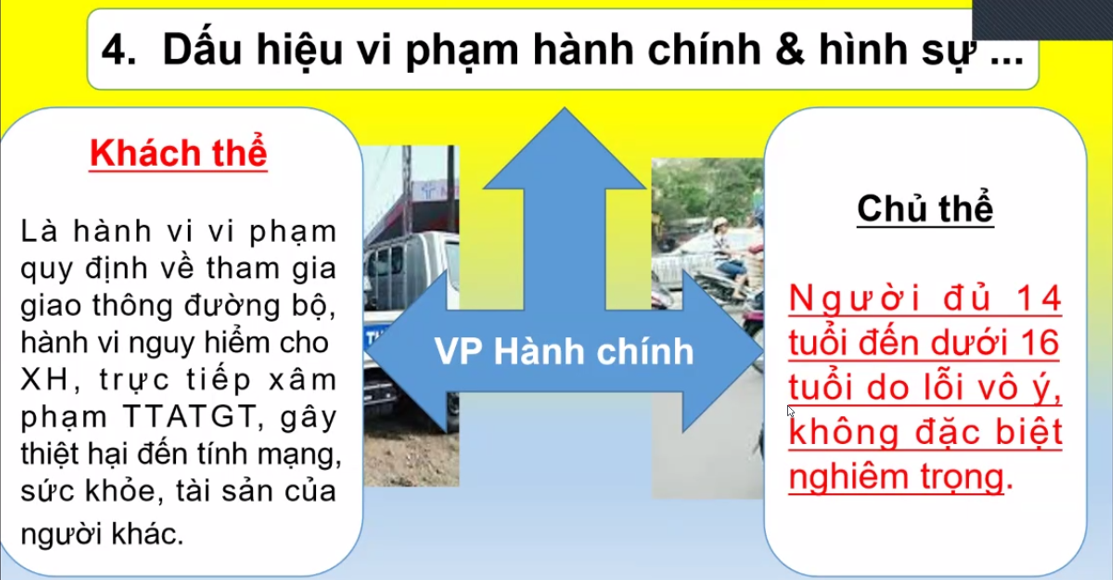 4. Dấu hiệu vi phạm hành chính & hình sự ...
Khách thể
Là hành vi vi phạm
quy định về tham gia
giao thông đường bộ,
hành vi nguy hiểm cho
XH, trực tiếp xâm
phạm TTATGT, gây
thiệt hại đến tính mạng,
sức khỏe, tài sản của
người khác.
VP Hành chính
Chủ thể
Người đủ 14
tuổi đến dưới 16
tuổi do lỗi vô ý,
không đặc biệt
nghiêm trọng.